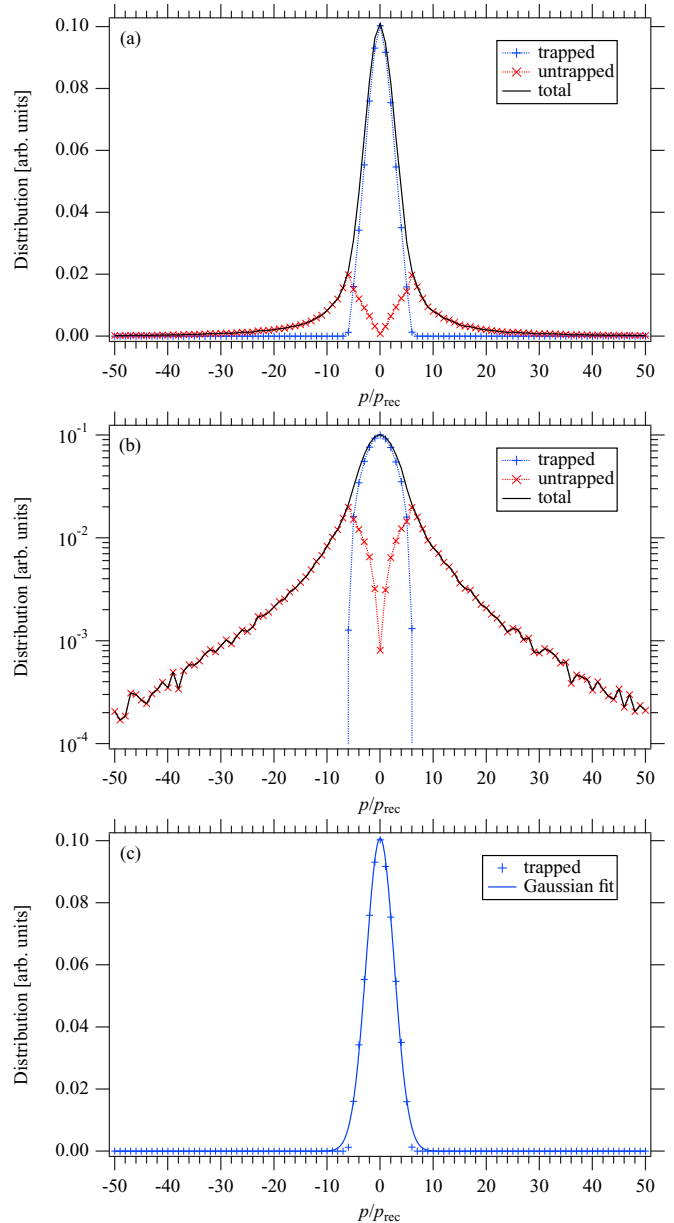 (a)
trapped
untrapped
total
Distribution [arb. units]
0.10
0.08
0.06
0.04
0.02
0.00
-50 -40 -30 -20 -10 0 10 20 30 40 50
p/p_rec
(b)
trapped
untrapped
total
Distribution [arb. units]
10^-1
10^-2
10^-3
10^-4
-50 -40 -30 -20 -10 0 10 20 30 40 50
p/p_rec
(c)
trapped
Gaussian fit
Distribution [arb. units]
0.10
0.08
0.06
0.04
0.02
0.00
-50 -40 -30 -20 -10 0 10 20 30 40 50
p/p_rec